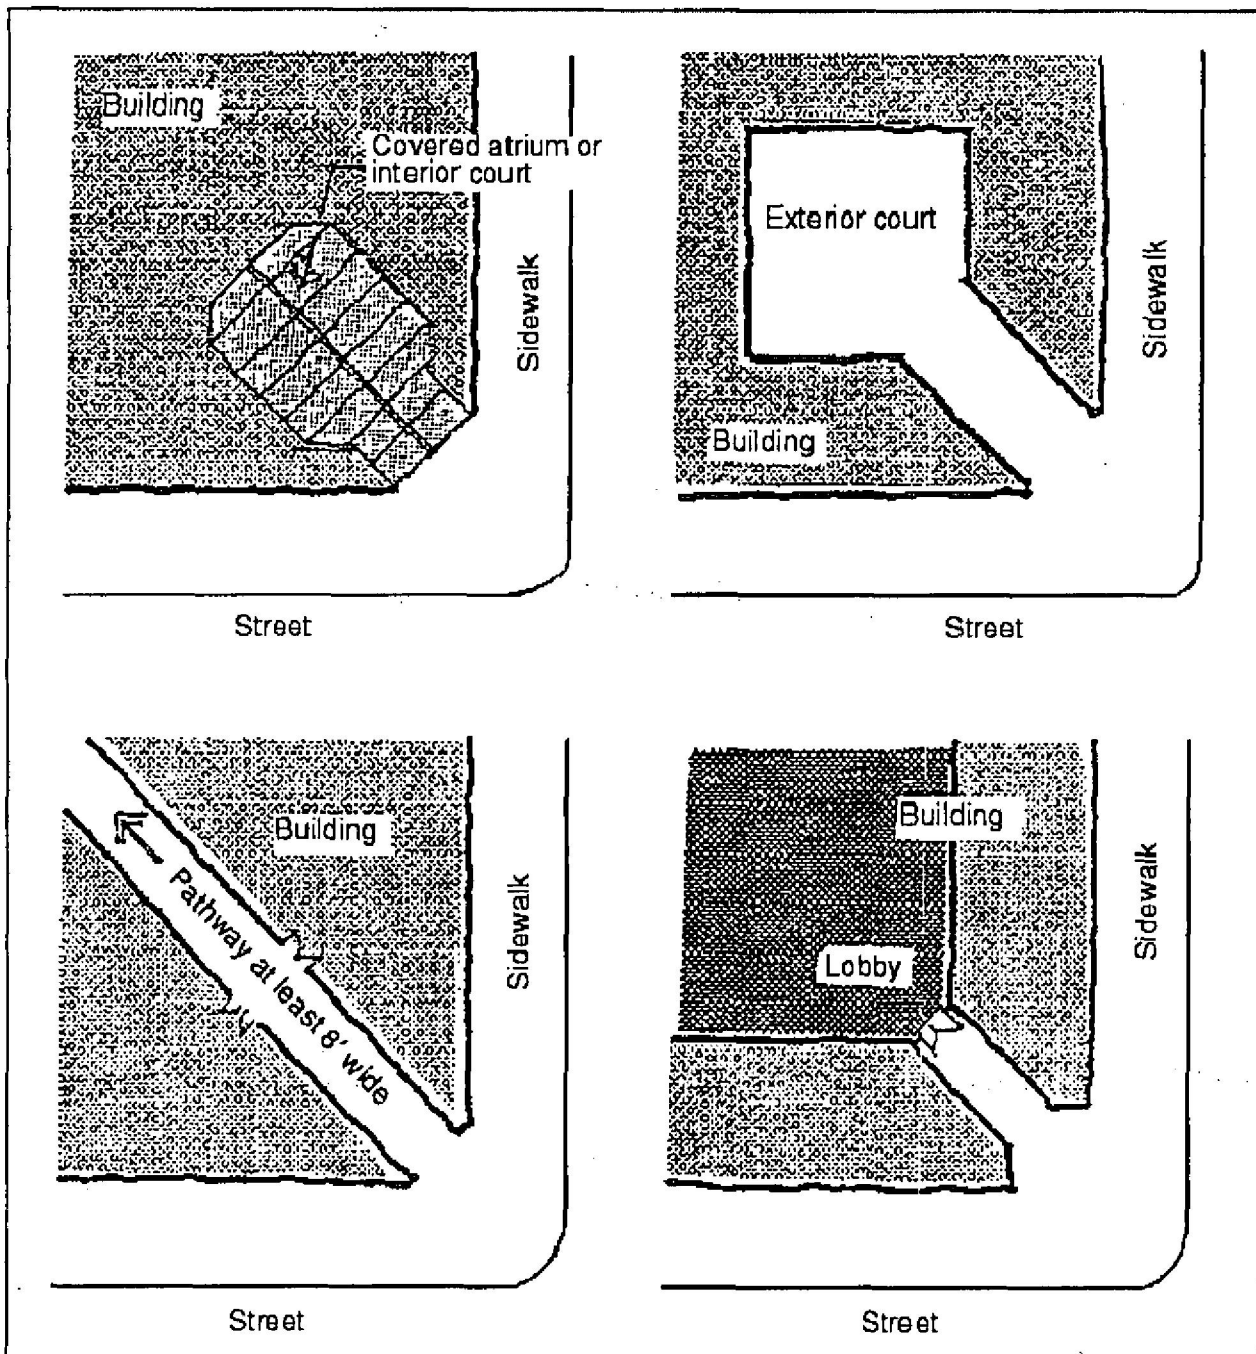 Building
Covered atrium or
interior court
Sidewalk
Street
Exterior court
Building
Sidewalk
Street
Building
Pathway at least 8' wide
Sidewalk
Street
Building
Lobby
Sidewalk
Street